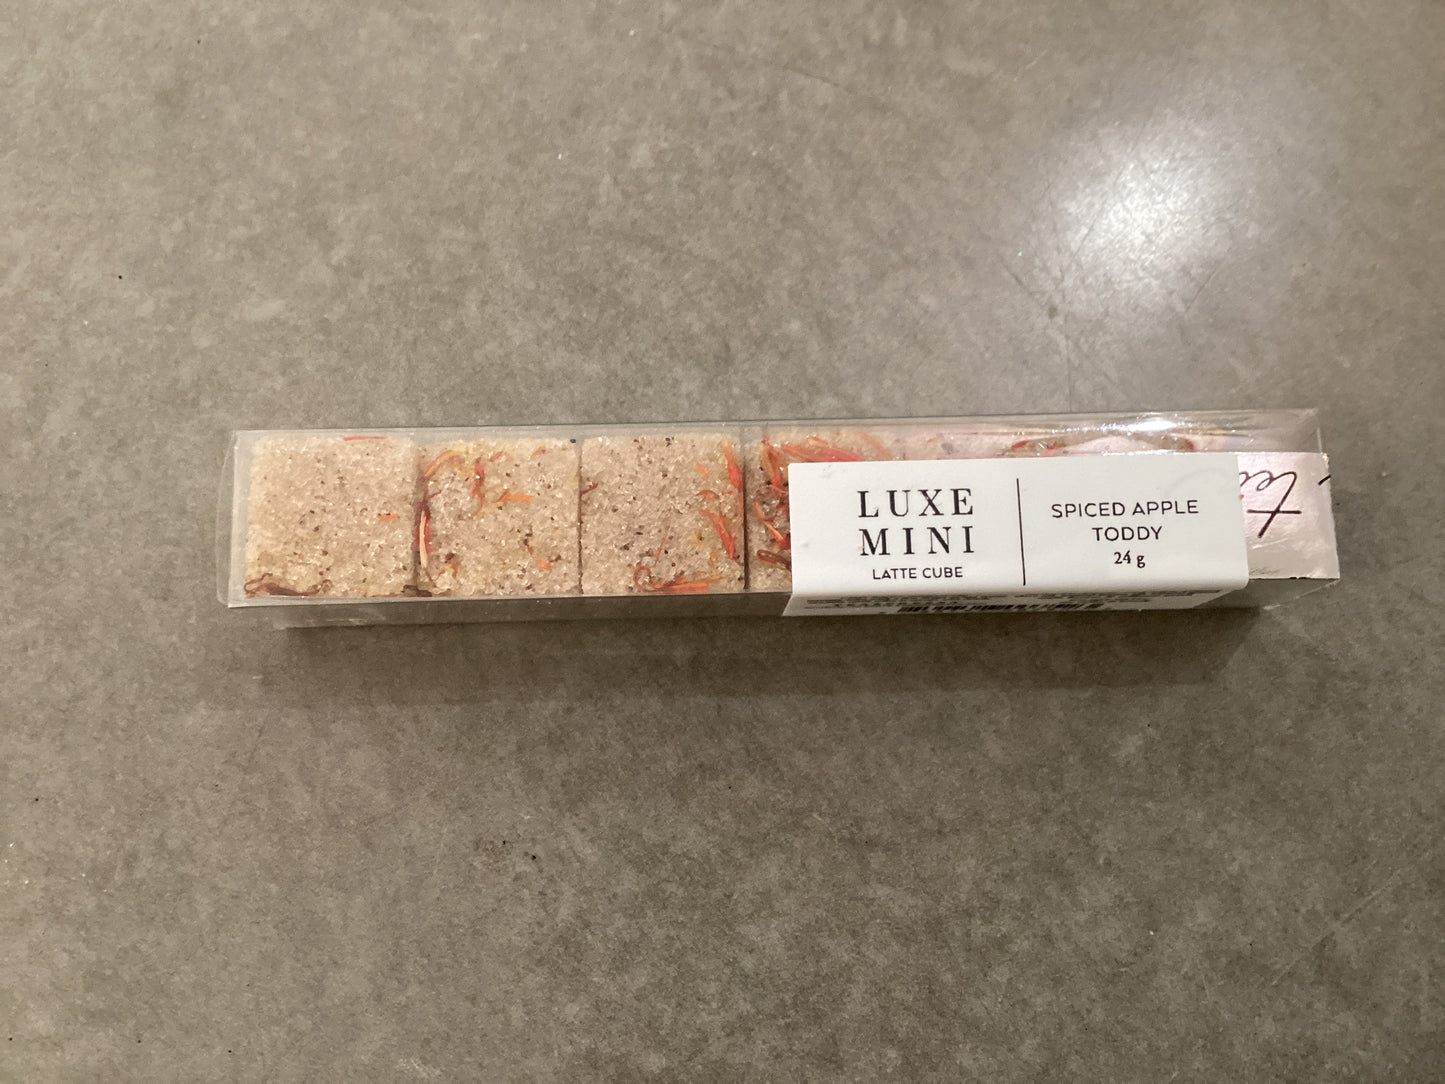 LUXE
MINI
LATTE CUBE
SPICED APPLE
TODDY
24 g